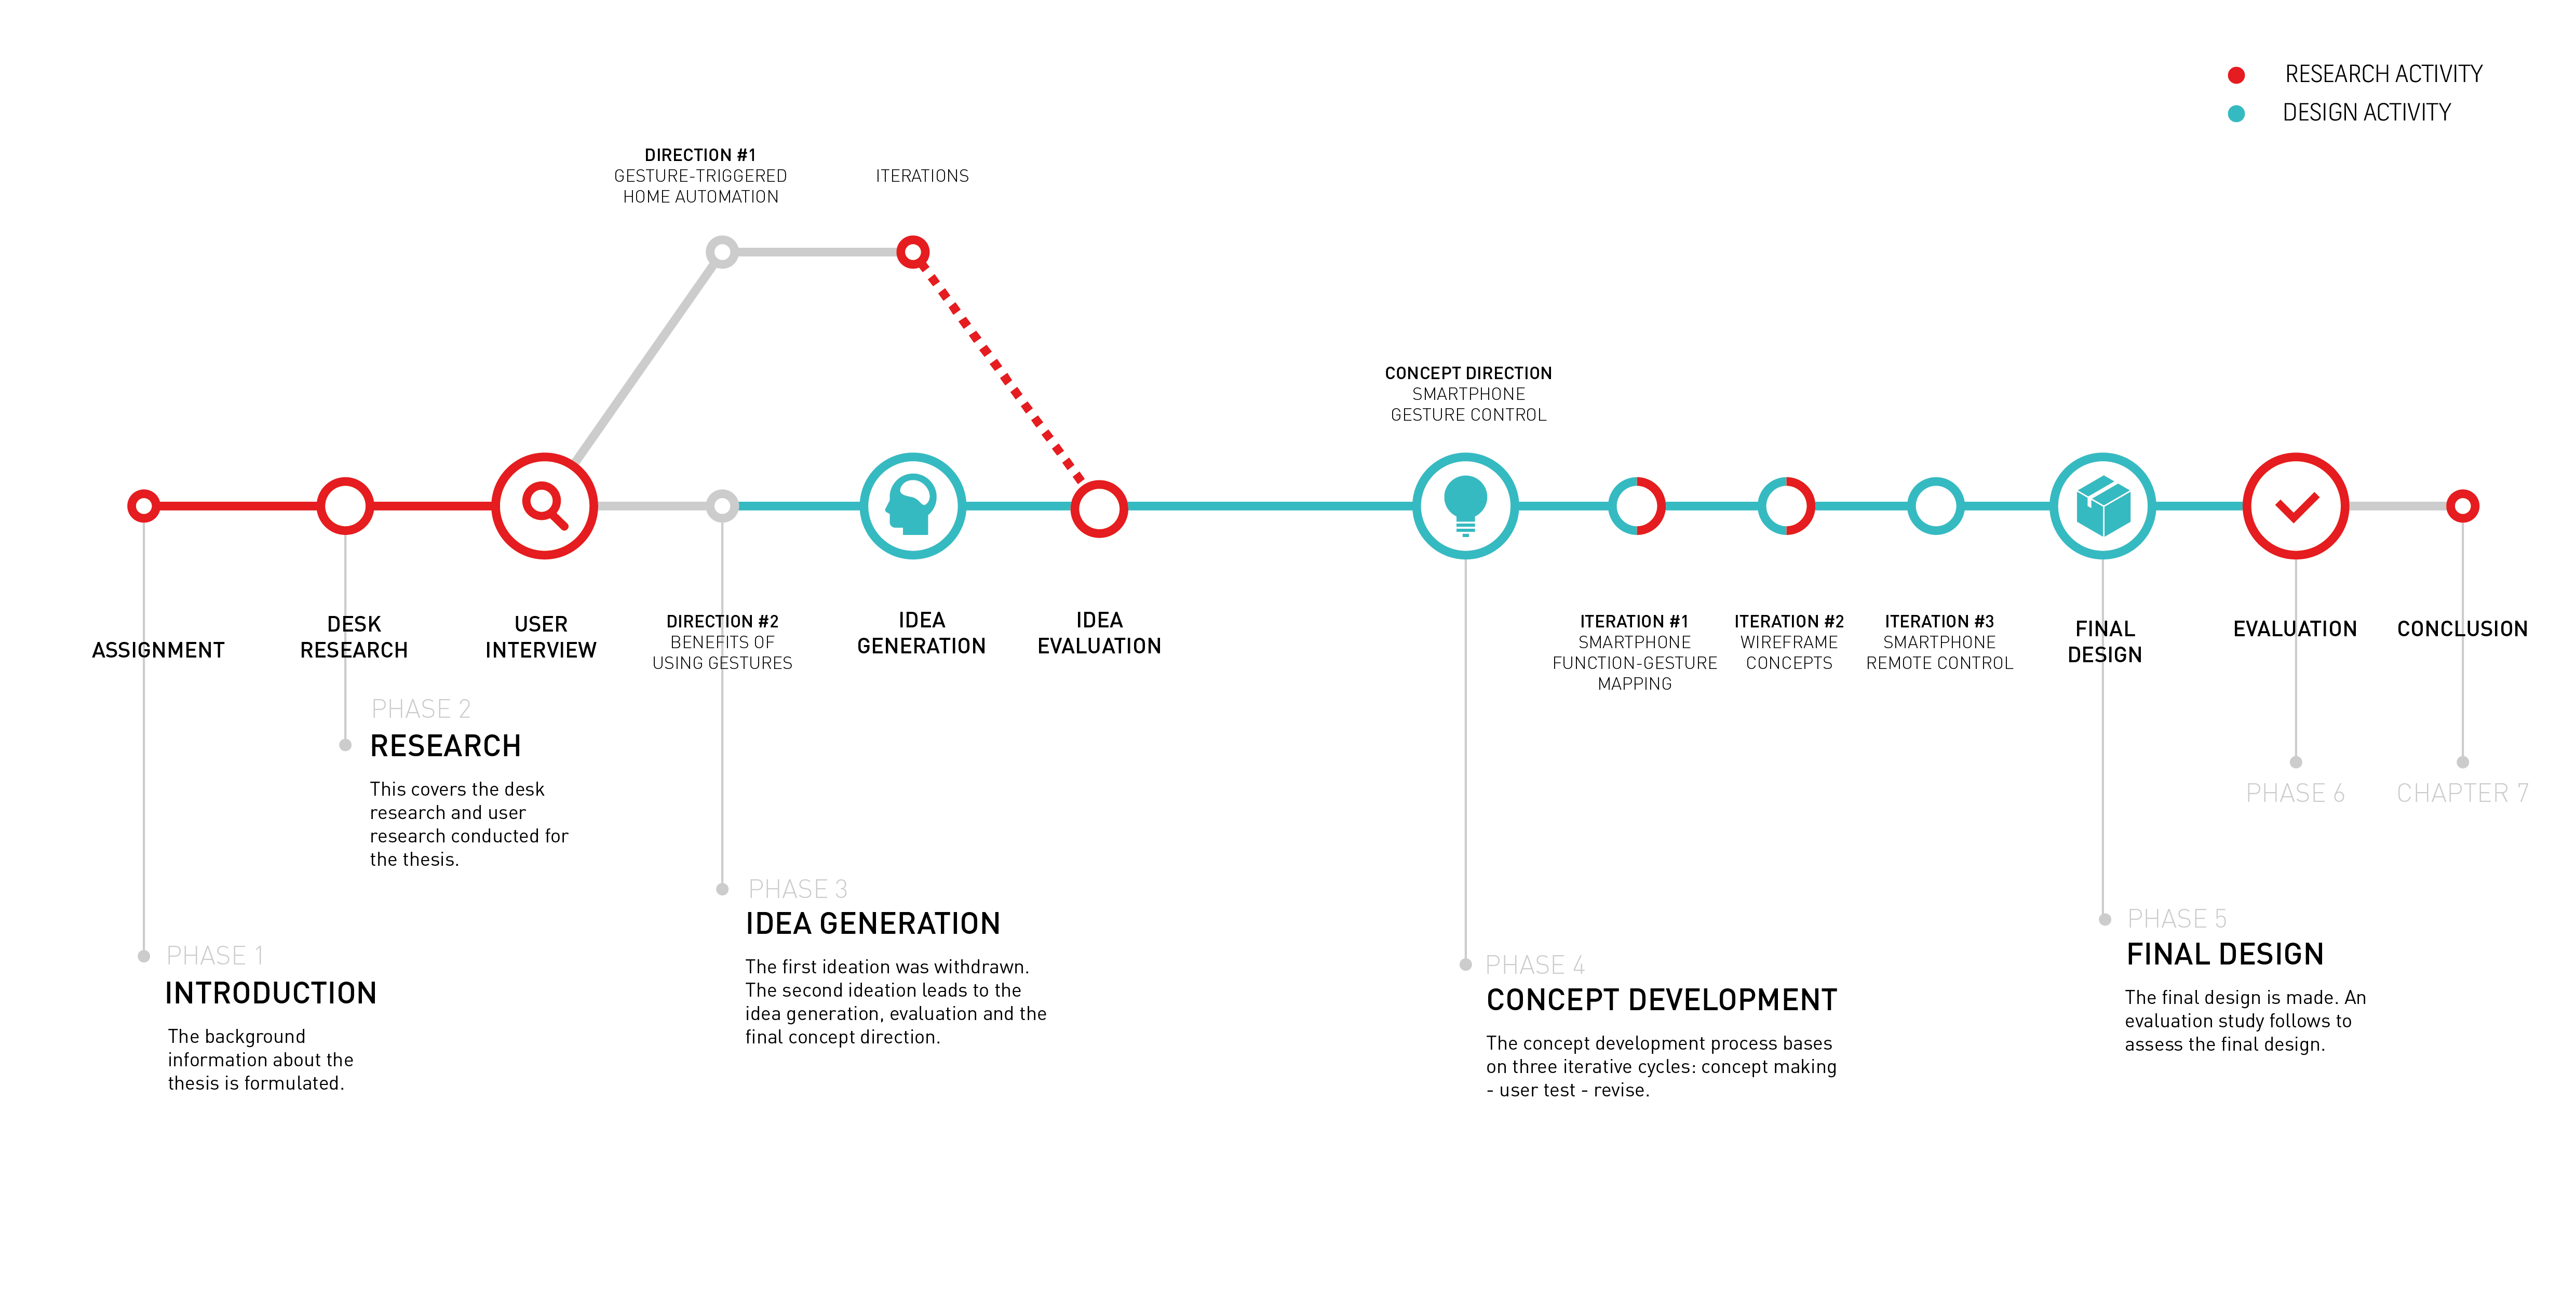 RESEARCH ACTIVITY
DESIGN ACTIVITY
DIRECTION #1
GESTURE-TRIGGERED
HOME AUTOMATION
ITERATIONS
CONCEPT DIRECTION
SMARTPHONE
GESTURE CONTROL
ASSIGNMENT
DESK
RESEARCH
USER
INTERVIEW
DIRECTION #2
BENEFITS OF
USING GESTURES
IDEA
GENERATION
IDEA
EVALUATION
ITERATION #1
SMARTPHONE
FUNCTION-GESTURE
MAPPING
ITERATION #2
WIREFRAME
CONCEPTS
ITERATION #3
SMARTPHONE
REMOTE CONTROL
FINAL
DESIGN
EVALUATION
CONCLUSION
PHASE 1
INTRODUCTION
The background
information about the
thesis is formulated.
PHASE 2
RESEARCH
This covers the desk
research and user
research conducted for
the thesis.
PHASE 3
IDEA GENERATION
The first ideation was withdrawn.
The second ideation leads to the
idea generation, evaluation and the
final concept direction.
PHASE 4
CONCEPT DEVELOPMENT
The concept development process bases
on three iterative cycles: concept making
- user test - revise.
PHASE 5
FINAL DESIGN
The final design is made. An
evaluation study follows to
assess the final design.
PHASE 6
CHAPTER 7